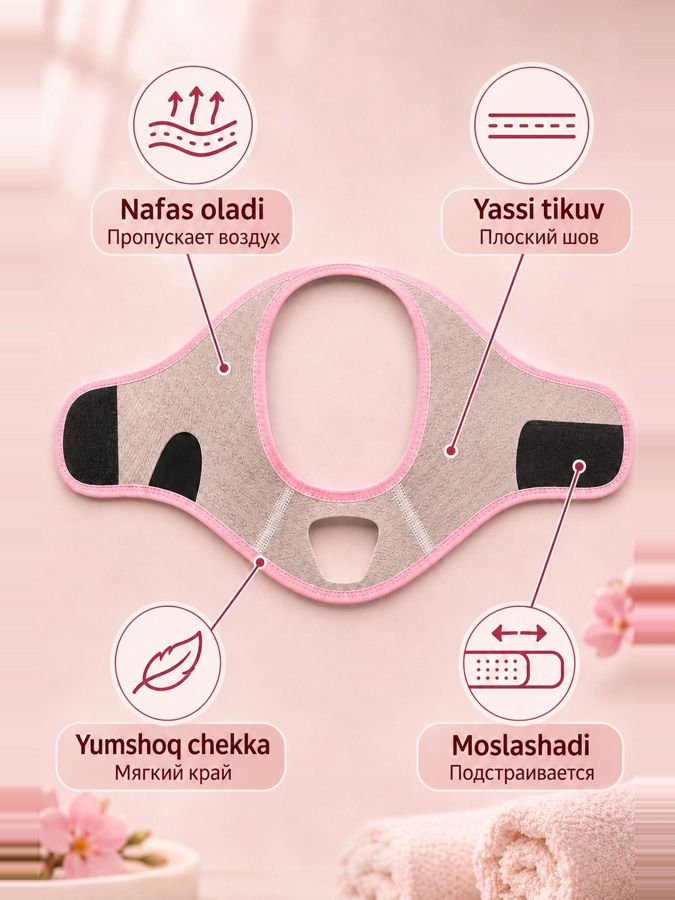 Nafas oladi
Пропускает воздух
Yassi tikuv
Плоский шов
Yumshoq chekka
Мягкий край
Moslashadi
Подстраивается